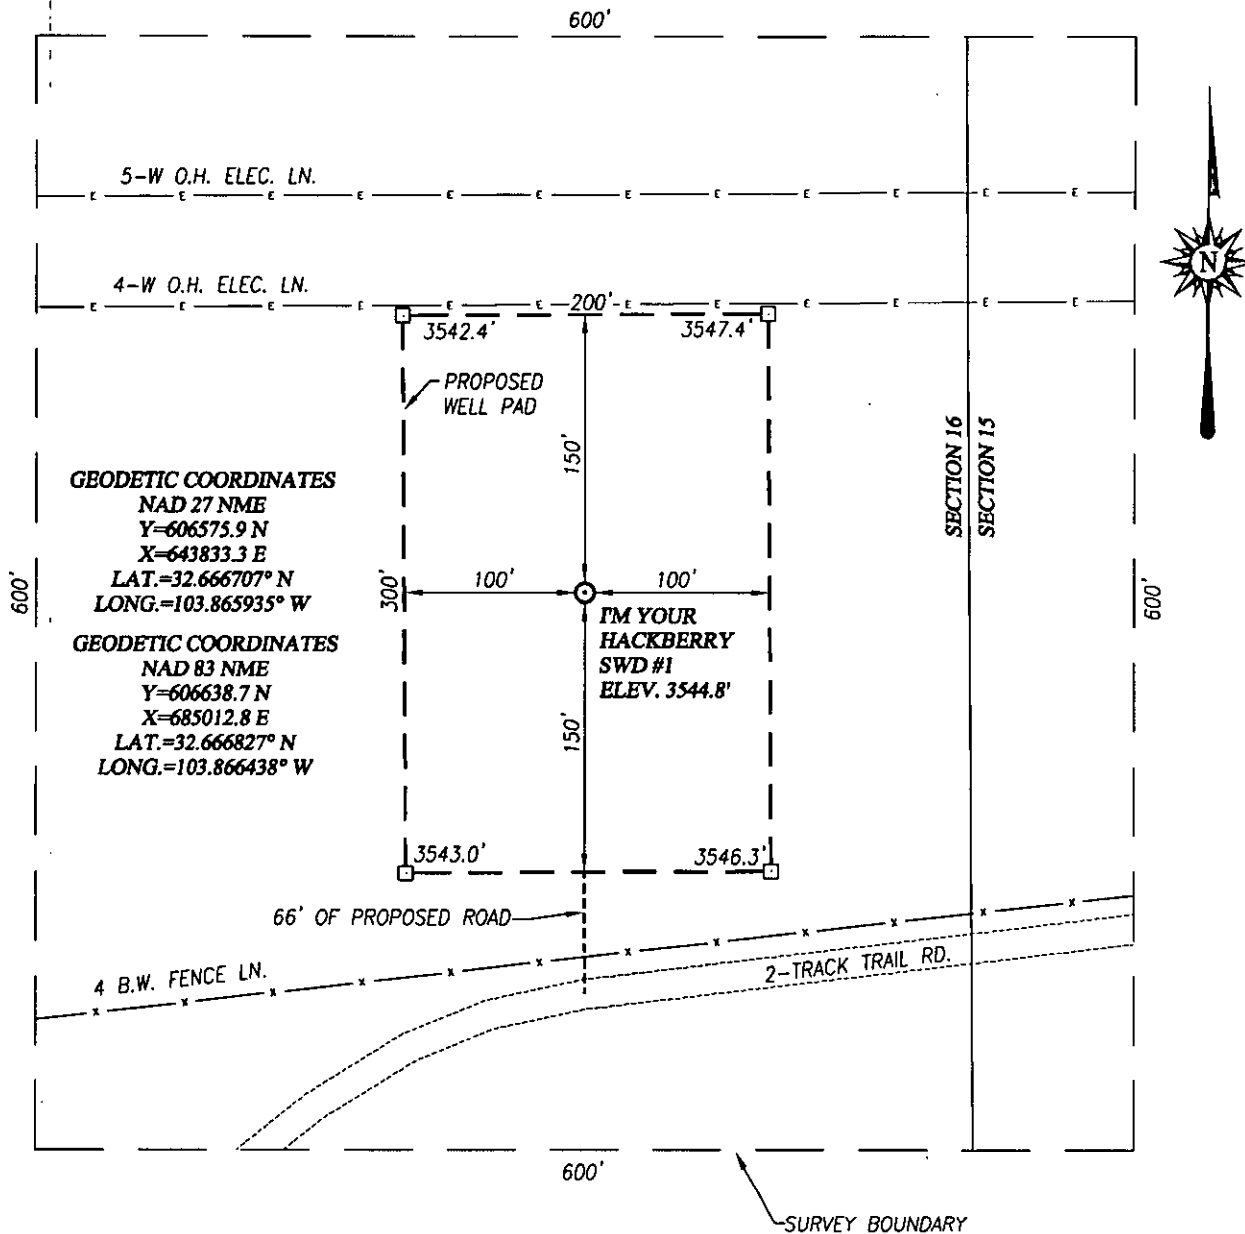 600'
5-W O.H. ELEC. LN.
E E E E E E E E E E E E
4-W O.H. ELEC. LN.
E E E E E E E E E E E
200'
3542.4'
3547.4'
N
PROPOSED
WELL PAD
150'
SECTION 16
SECTION 15
GEODETIC COORDINATES
NAD 27 NME
Y=606575.9 N
X=643833.3 E
LAT.=32.666707° N
LONG.=103.865935° W
600'
300'
100'
100'
600'
I'M YOUR
HACKBERRY
SWD #1
ELEV. 3544.8'
GEODETIC COORDINATES
NAD 83 NME
Y=606638.7 N
X=685012.8 E
LAT.=32.666827° N
LONG.=103.866438° W
150'
3543.0'
3546.3'
66' OF PROPOSED ROAD
4 B.W. FENCE LN.
x x x x x x x x x x x x
2-TRACK TRAIL RD.
600'
SURVEY BOUNDARY